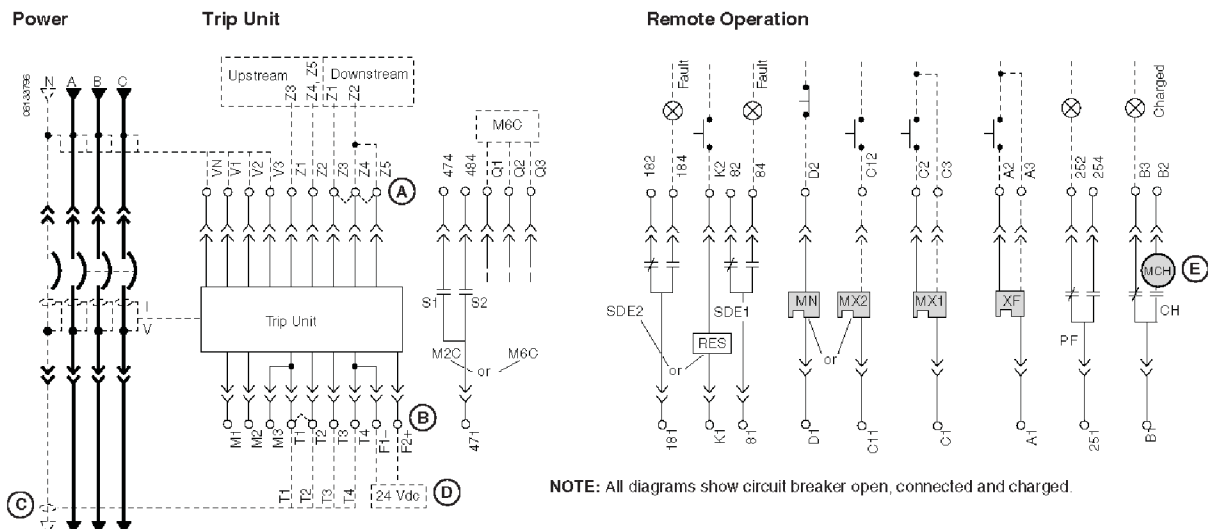 Power
Trip Unit
Remote Operation
06133796
N A B C
Upstream
Z5
Downstream
Z3 Z4 Z1 Z2
M6C
VN V1 V2 V3 Z1 Z2 Z3 Z4 Z5
474 484 Q1 Q2 Q3
A
I
V
Trip Unit
S1 S2
M2C or M6C
M1 M2 M3 T1 T2 T3 T4 F1- F2+
B
471
T1 T2 T3 T4
24 Vdc
D
C
Fault Fault Charged
182 184 K2 82 84 D2 C12 C2 C3 A2 A3 252 254 B3 B2
MCH
E
MN MX2 MX1 XF
SDE2 SDE1 CH
RES
or or
PF
181 K1 81 D1 C11 C1 A1 251 B1
NOTE: All diagrams show circuit breaker open, connected and charged.